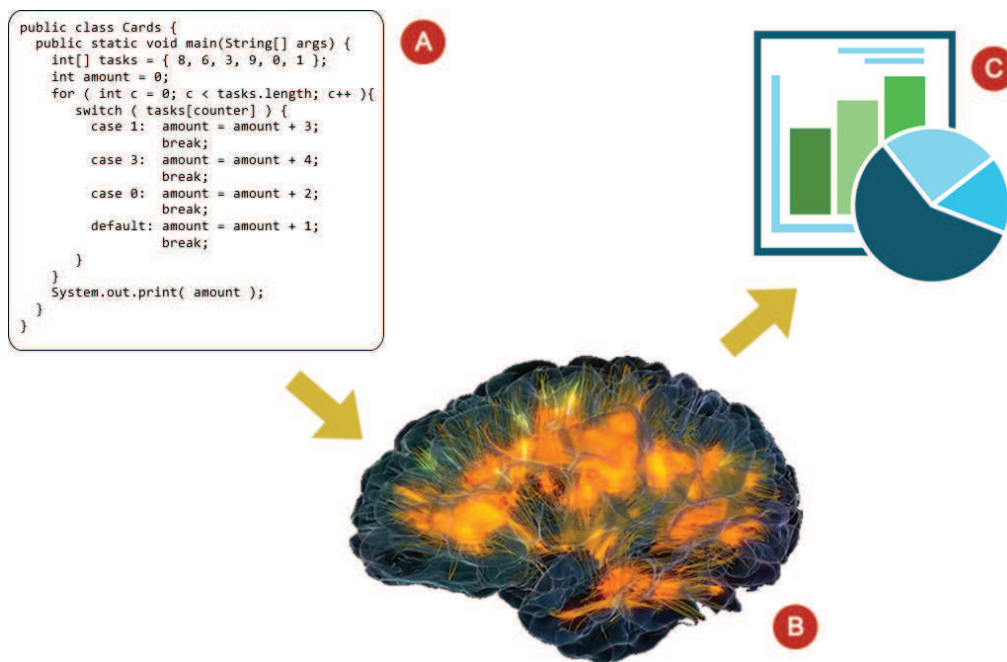 public class Cards {
public static void main(String[] args) {
int[] tasks = { 8, 6, 3, 9, 0, 1 };
int amount = 0;
for ( int c = 0; c < tasks.length; c++ ){
switch ( tasks[counter] ) {
case 1: amount = amount + 3;
break;
case 3: amount = amount + 4;
break;
case 0: amount = amount + 2;
break;
default: amount = amount + 1;
break;
}
}
System.out.print( amount );
}
}
A
C
B